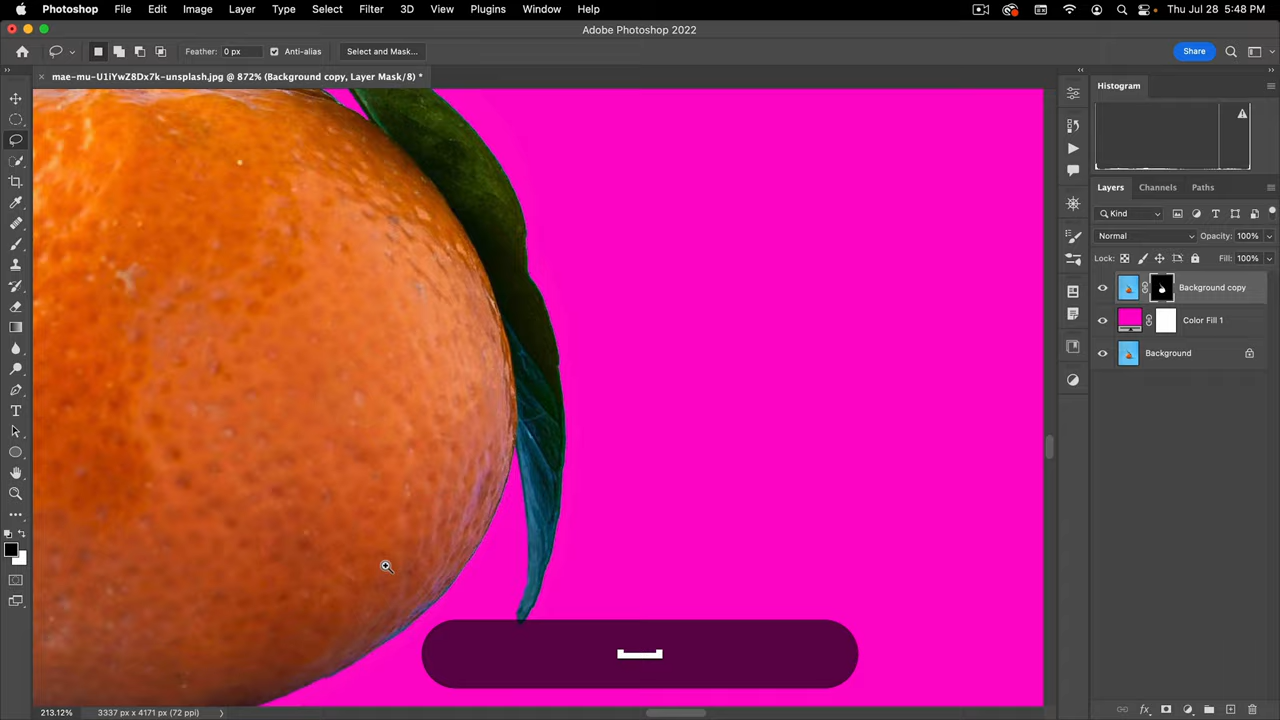 Photoshop File Edit Image Layer Type Select Filter 3D View Plugins Window Help Thu Jul 28 5:48 PM
Adobe Photoshop 2022
Feather: 0 px Anti-alias Select and Mask... Share
mae-mu-U1iYwZ8Dx7k-unsplash.jpg @ 872% (Background copy, Layer Mask/8) *
Histogram
Layers Channels Paths
Kind
Normal Opacity: 100%
Lock: Fill: 100%
Background copy
Color Fill 1
Background
213.12% 3337 px x 4171 px (72 ppi)